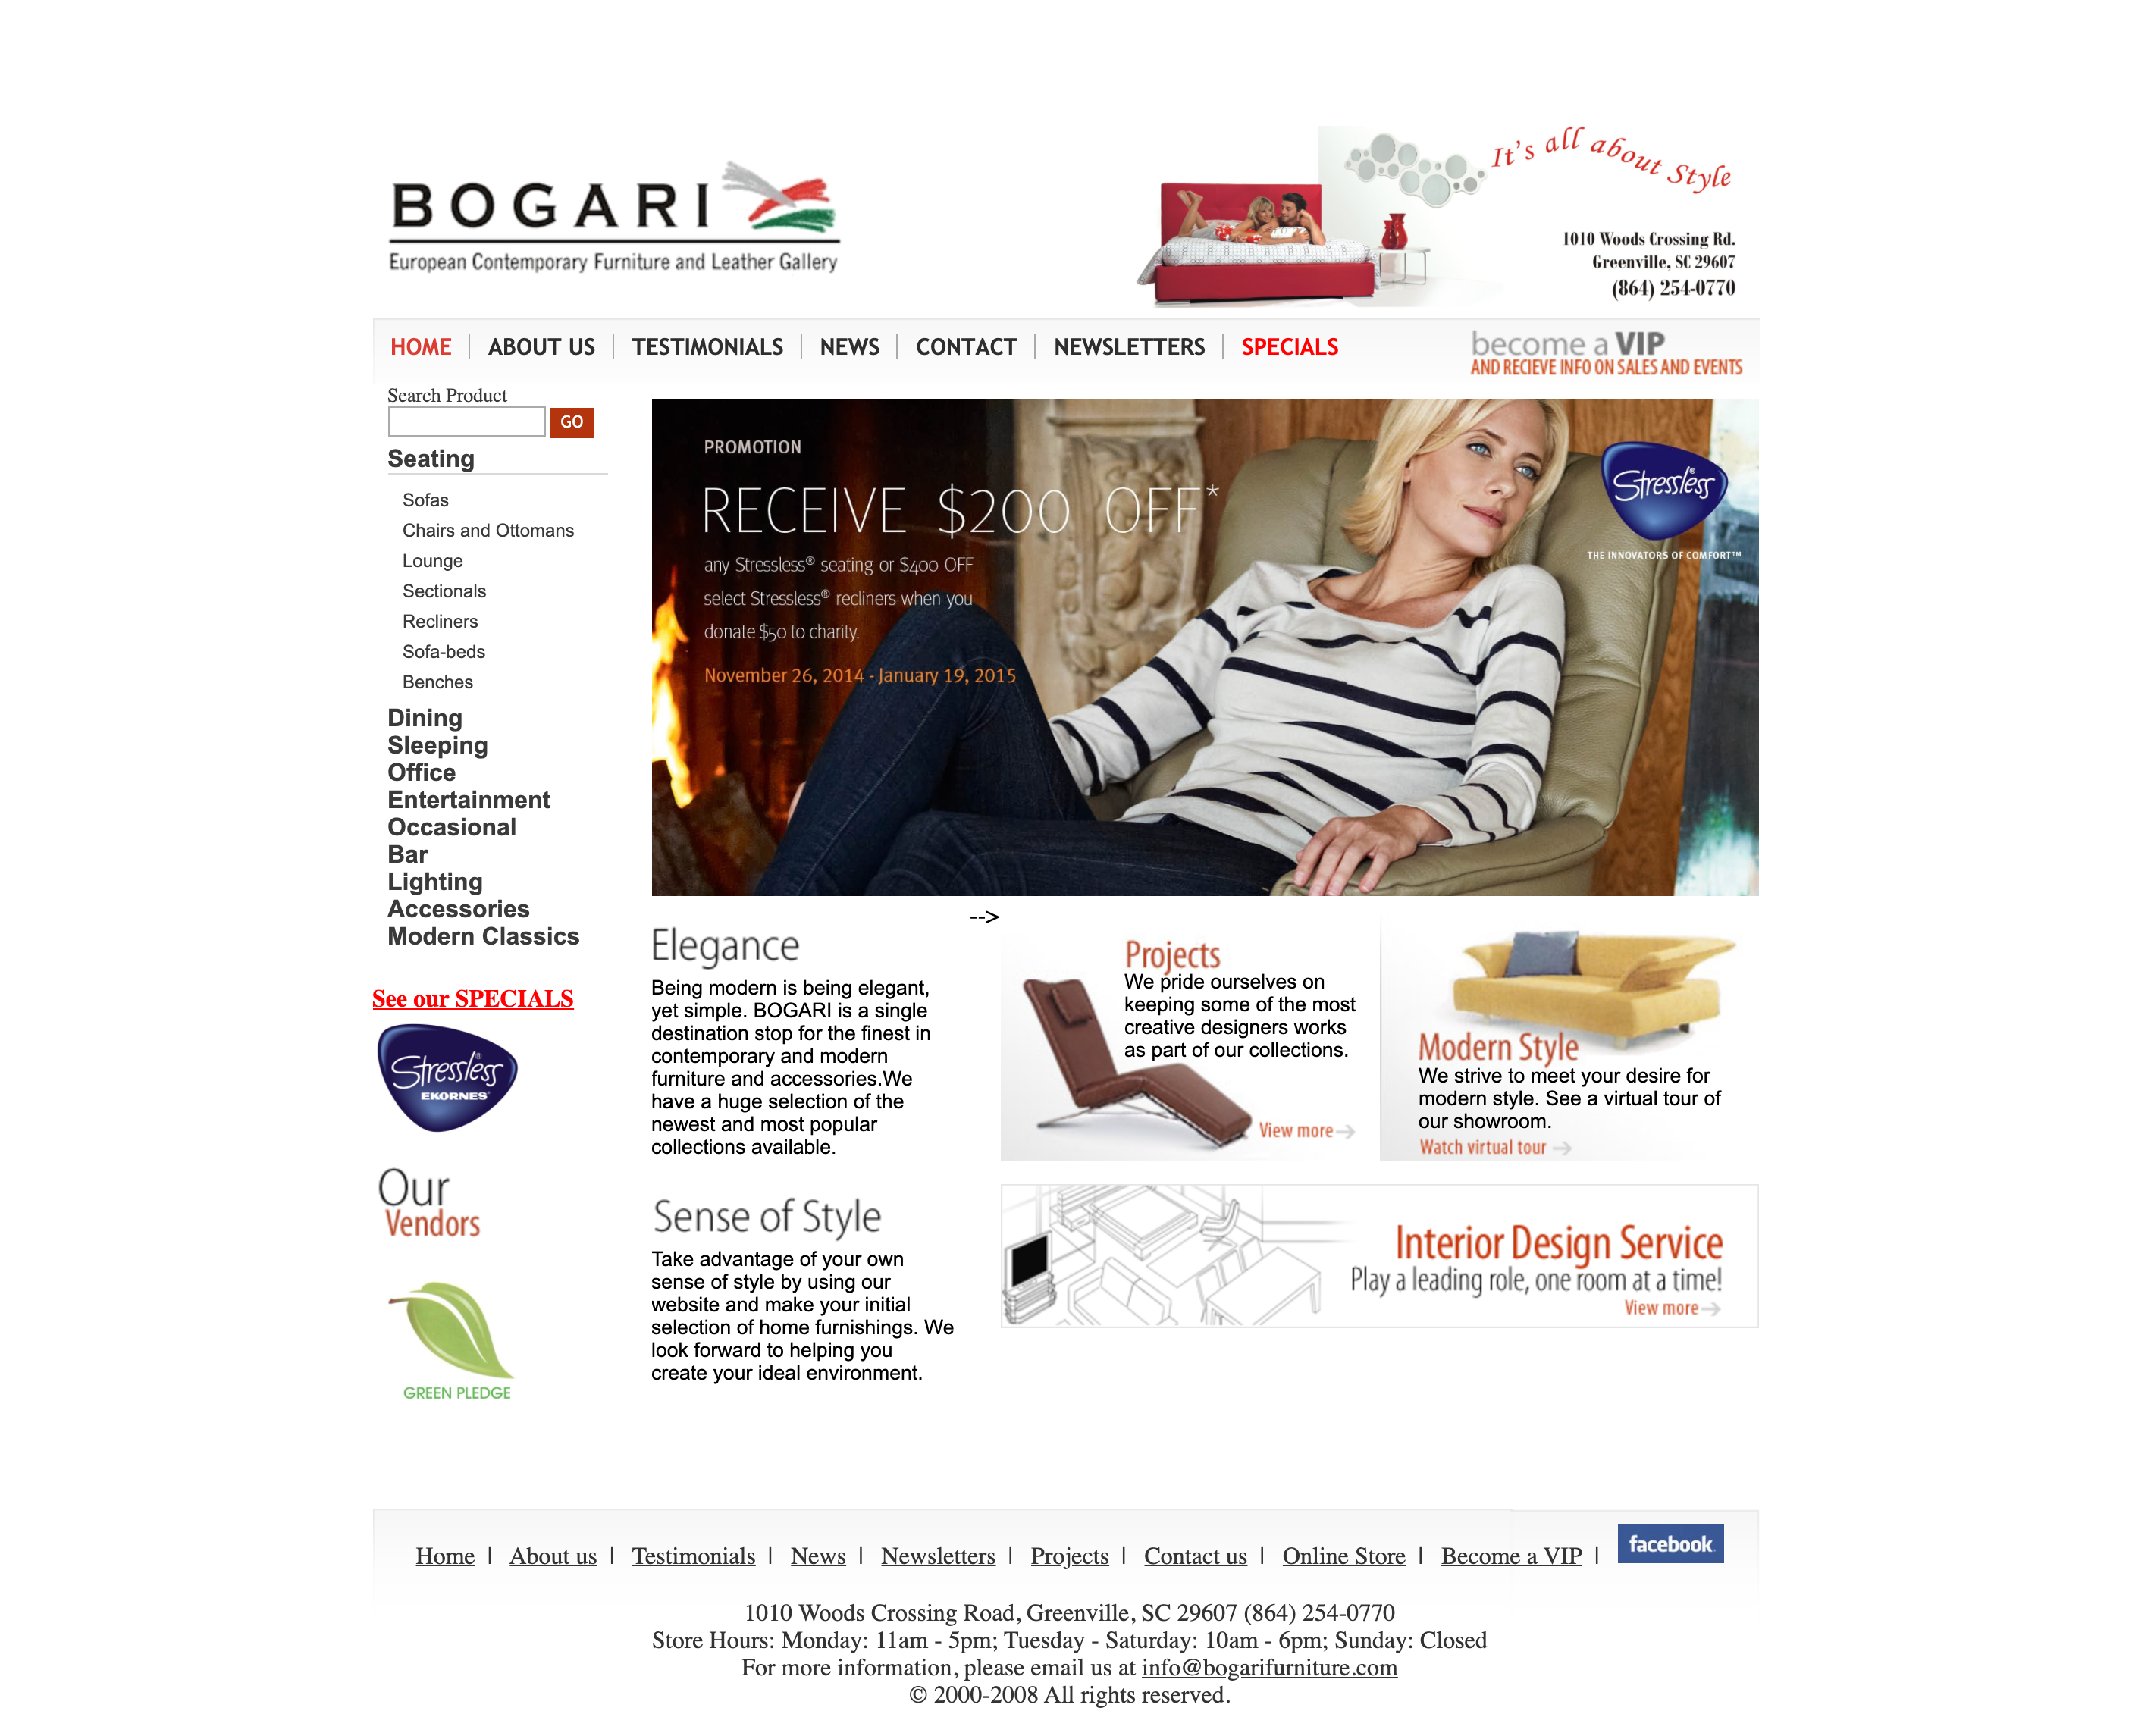 BOGARI
European Contemporary Furniture and Leather Gallery
It's all about Style
1010 Woods Crossing Rd.
Greenville, SC 29607
(864) 254-0770
HOME
ABOUT US
TESTIMONIALS
NEWS
CONTACT
NEWSLETTERS
SPECIALS
become a VIP
AND RECIEVE INFO ON SALES AND EVENTS
Search Product
GO
Seating
Sofas
Chairs and Ottomans
Lounge
Sectionals
Recliners
Sofa-beds
Benches
Dining
Sleeping
Office
Entertainment
Occasional
Bar
Lighting
Accessories
Modern Classics
See our SPECIALS
Stressless®
EKORNES®
Our
Vendors
GREEN PLEDGE
PROMOTION
RECEIVE $200 OFF*
any Stressless® seating or $400 OFF
select Stressless® recliners when you
donate $50 to charity.
November 26, 2014 - January 19, 2015
Stressless®
THE INNOVATORS OF COMFORT™
-->
Elegance
Being modern is being elegant,
yet simple. BOGARI is a single
destination stop for the finest in
contemporary and modern
furniture and accessories.We
have a huge selection of the
newest and most popular
collections available.
Sense of Style
Take advantage of your own
sense of style by using our
website and make your initial
selection of home furnishings. We
look forward to helping you
create your ideal environment.
Projects
We pride ourselves on
keeping some of the most
creative designers works
as part of our collections.
View more
Modern Style
We strive to meet your desire for
modern style. See a virtual tour of
our showroom.
Watch virtual tour
Interior Design Service
Play a leading role, one room at a time!
View more
Home | About us | Testimonials | News | Newsletters | Projects | Contact us | Online Store | Become a VIP |
facebook
1010 Woods Crossing Road, Greenville, SC 29607 (864) 254-0770
Store Hours: Monday: 11am - 5pm; Tuesday - Saturday: 10am - 6pm; Sunday: Closed
For more information, please email us at info@bogarifurniture.com
© 2000-2008 All rights reserved.